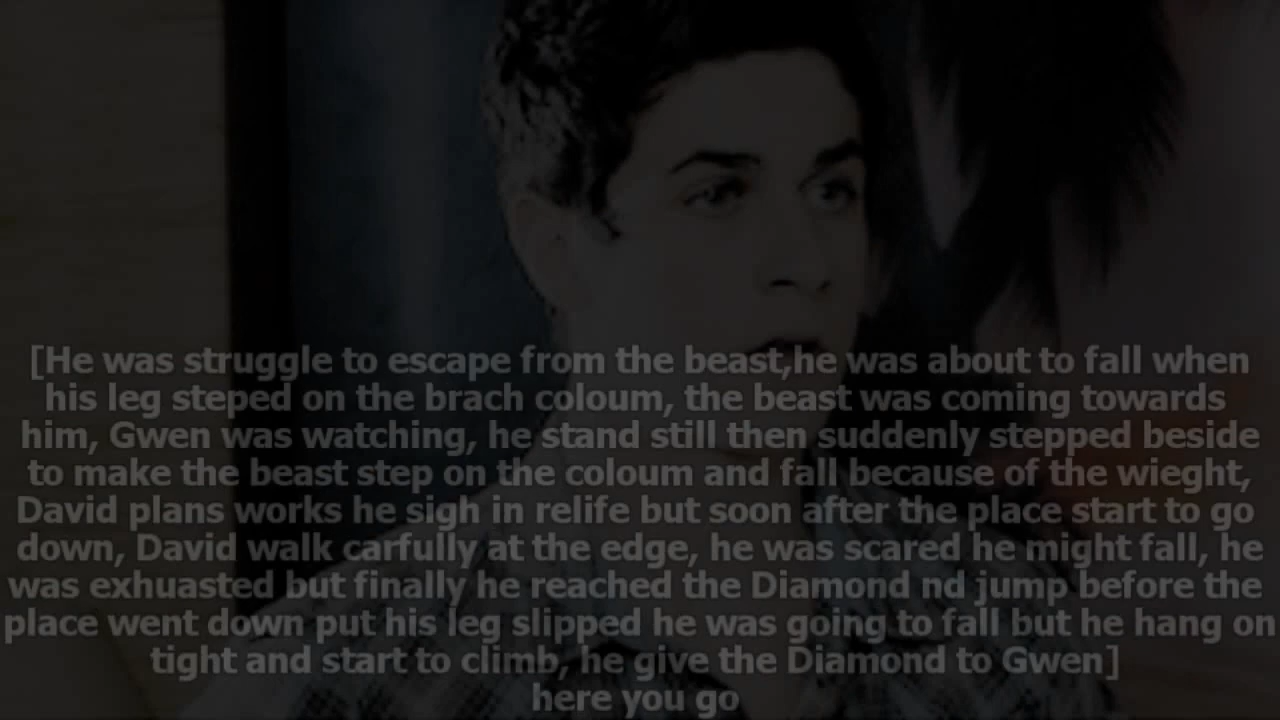 [He was struggle to escape from the beast,he was about to fall when
his leg steped on the brach coloum, the beast was coming towards
him, Gwen was watching, he stand still then suddenly stepped beside
to make the beast step on the coloum and fall because of the wieght,
David plans works he sigh in relife but soon after the place start to go
down, David walk carfully at the edge, he was scared he might fall, he
was exhuasted but finally he reached the Diamond nd jump before the
place went down put his leg slipped he was going to fall but he hang on
tight and start to climb, he give the Diamond to Gwen]
here you go